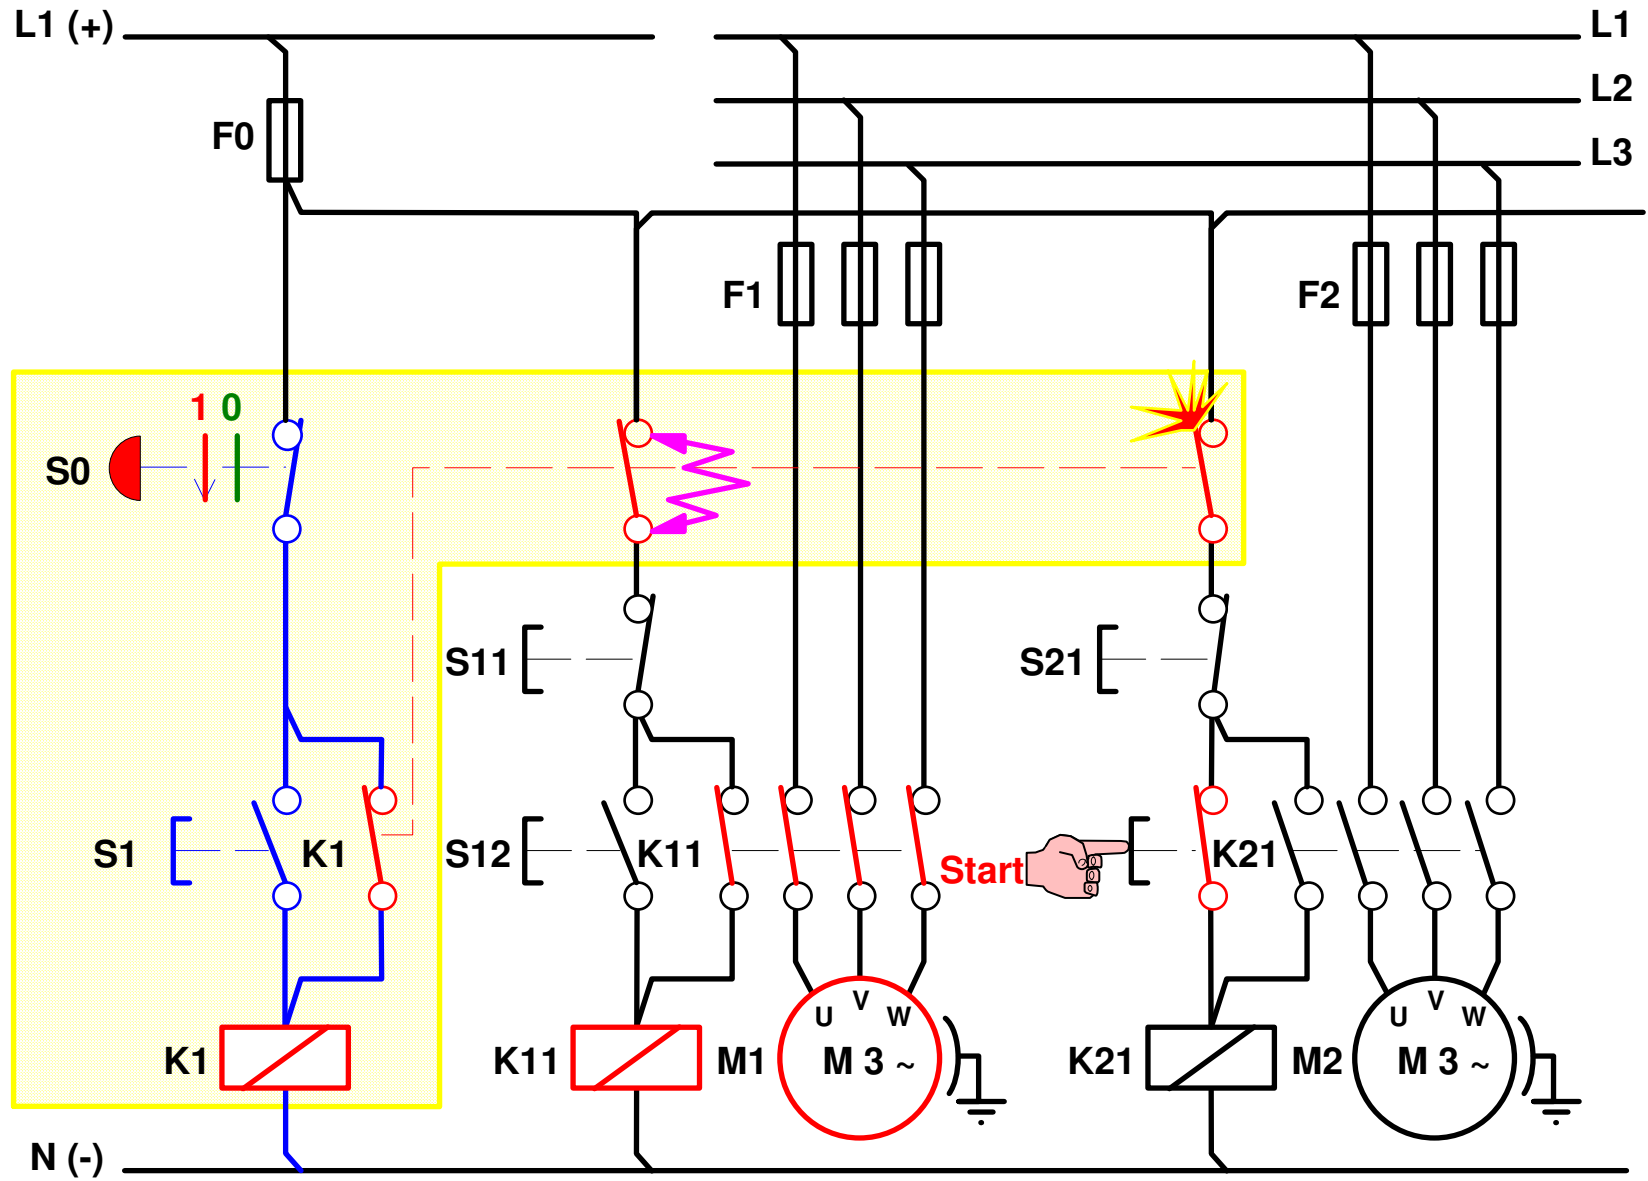 L1 (+)
L1
L2
F0
L3
F1
F2
1 0
S0
S11
S21
S1
K1
S12
K11
Start
K21
U
V
W
U
V
W
K1
K11
M1
M 3 ~
K21
M2
M 3 ~
N (-)